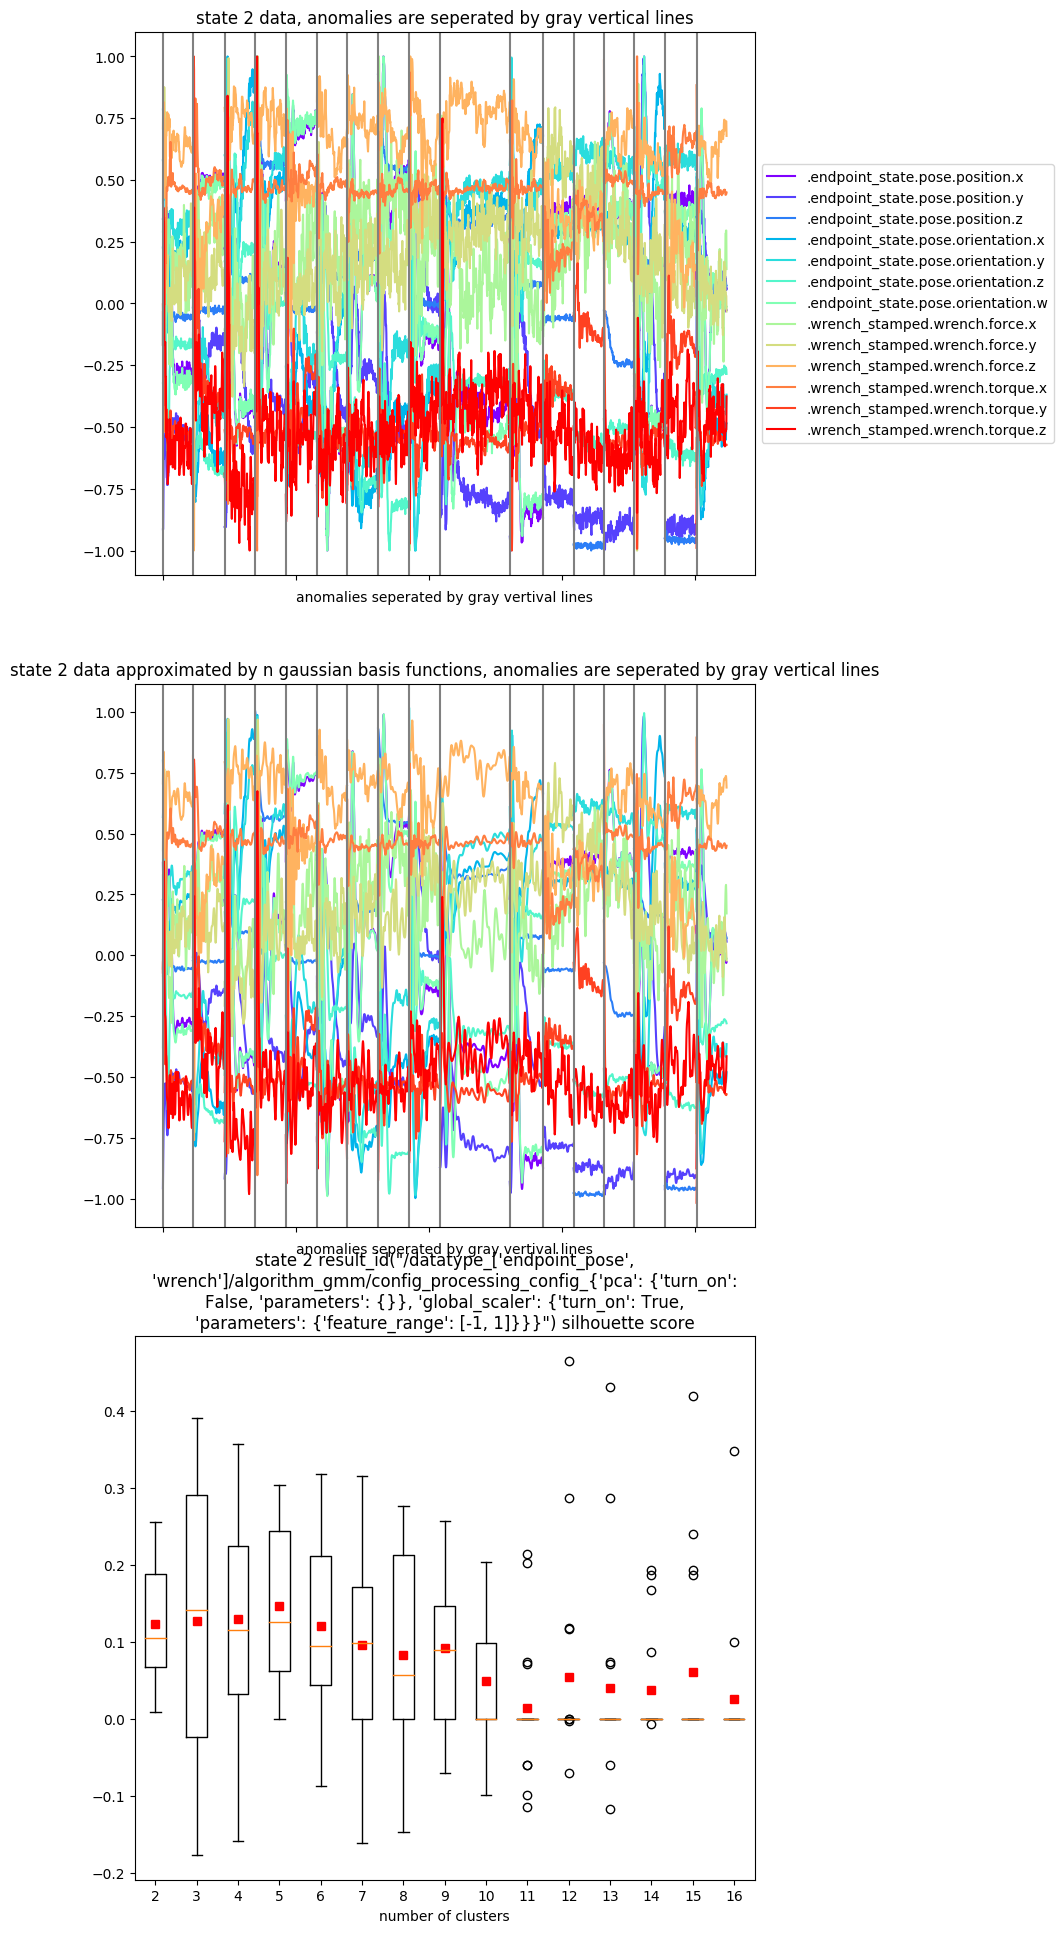 state 2 data, anomalies are seperated by gray vertical lines
1.00
0.75
0.50
0.25
0.00
−0.25
−0.50
−0.75
−1.00
anomalies seperated by gray vertival lines
.endpoint_state.pose.position.x
.endpoint_state.pose.position.y
.endpoint_state.pose.position.z
.endpoint_state.pose.orientation.x
.endpoint_state.pose.orientation.y
.endpoint_state.pose.orientation.z
.endpoint_state.pose.orientation.w
.wrench_stamped.wrench.force.x
.wrench_stamped.wrench.force.y
.wrench_stamped.wrench.force.z
.wrench_stamped.wrench.torque.x
.wrench_stamped.wrench.torque.y
.wrench_stamped.wrench.torque.z
state 2 data approximated by n gaussian basis functions, anomalies are seperated by gray vertical lines
1.00
0.75
0.50
0.25
0.00
−0.25
−0.50
−0.75
−1.00
anomalies seperated by gray vertival lines
state 2 result_id("/datatype_['endpoint_pose',
'wrench']/algorithm_gmm/config_processing_config_{'pca': {'turn_on':
False, 'parameters': {}}, 'global_scaler': {'turn_on': True,
'parameters': {'feature_range': [-1, 1]}}}") silhouette score
0.4
0.3
0.2
0.1
0.0
−0.1
−0.2
2 3 4 5 6 7 8 9 10 11 12 13 14 15 16
number of clusters